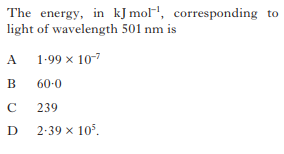 The energy, in kJ mol⁻¹, corresponding to
light of wavelength 501 nm is
A 1·99 × 10⁻⁷
B 60·0
C 239
D 2·39 × 10⁵.